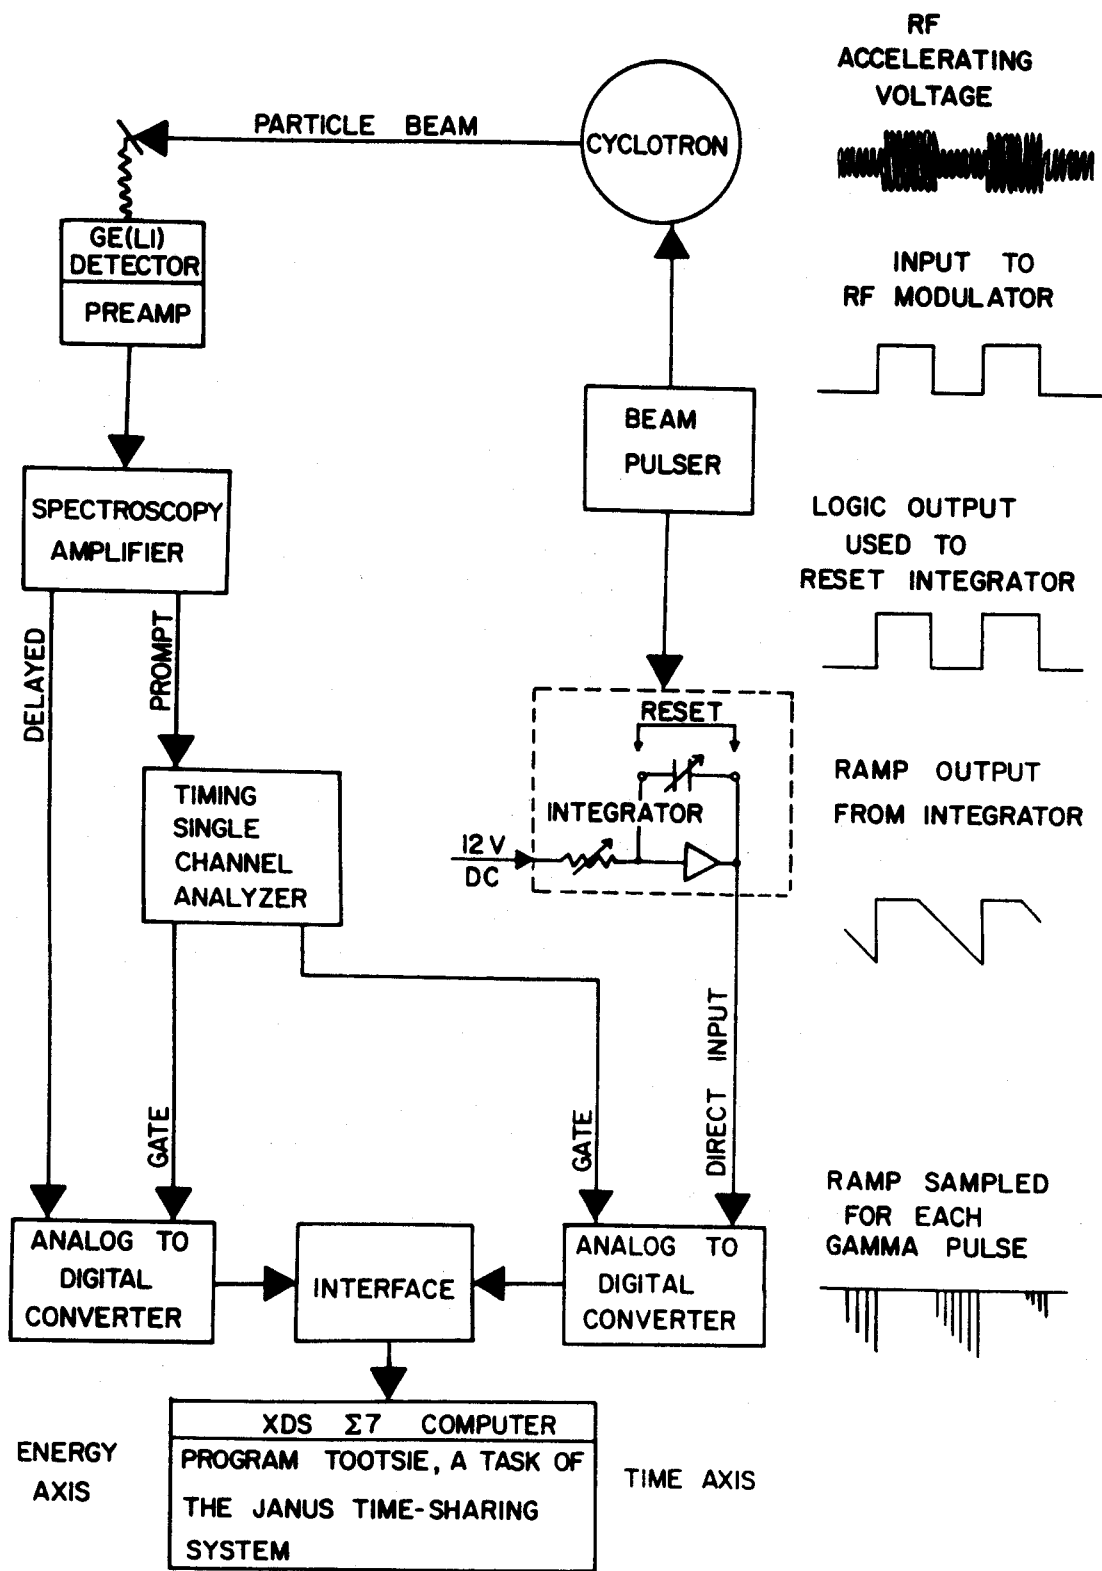 RF
ACCELERATING
VOLTAGE
PARTICLE BEAM
CYCLOTRON
GE(LI)
DETECTOR
PREAMP
INPUT TO
RF MODULATOR
BEAM
PULSER
SPECTROSCOPY
AMPLIFIER
LOGIC OUTPUT
USED TO
RESET INTEGRATOR
DELAYED
PROMPT
RESET
TIMING
SINGLE
CHANNEL
ANALYZER
INTEGRATOR
12 V
DC
RAMP OUTPUT
FROM INTEGRATOR
GATE
GATE
DIRECT INPUT
RAMP SAMPLED
FOR EACH
GAMMA PULSE
ANALOG TO
DIGITAL
CONVERTER
INTERFACE
ANALOG TO
DIGITAL
CONVERTER
XDS Σ7 COMPUTER
PROGRAM TOOTSIE, A TASK OF
THE JANUS TIME-SHARING
SYSTEM
ENERGY
AXIS
TIME AXIS